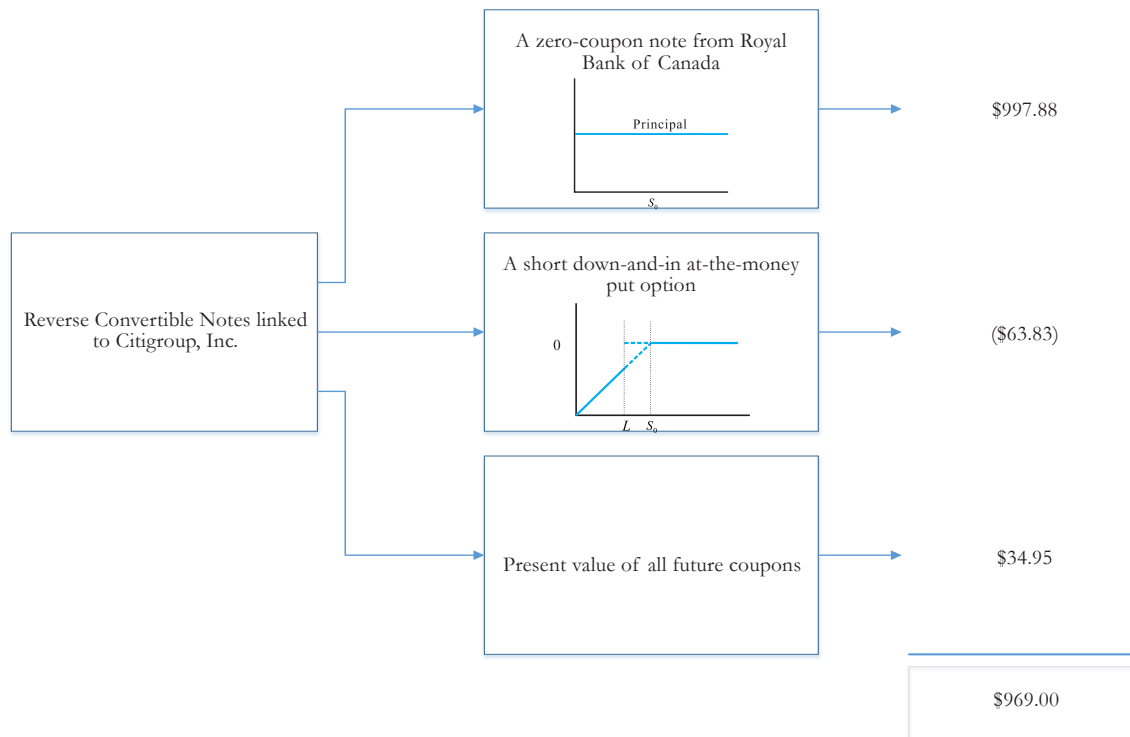 A zero-coupon note from Royal
Bank of Canada
Principal
S₀
$997.88
Reverse Convertible Notes linked
to Citigroup, Inc.
A short down-and-in at-the-money
put option
0
L S₀
($63.83)
Present value of all future coupons
$34.95
$969.00